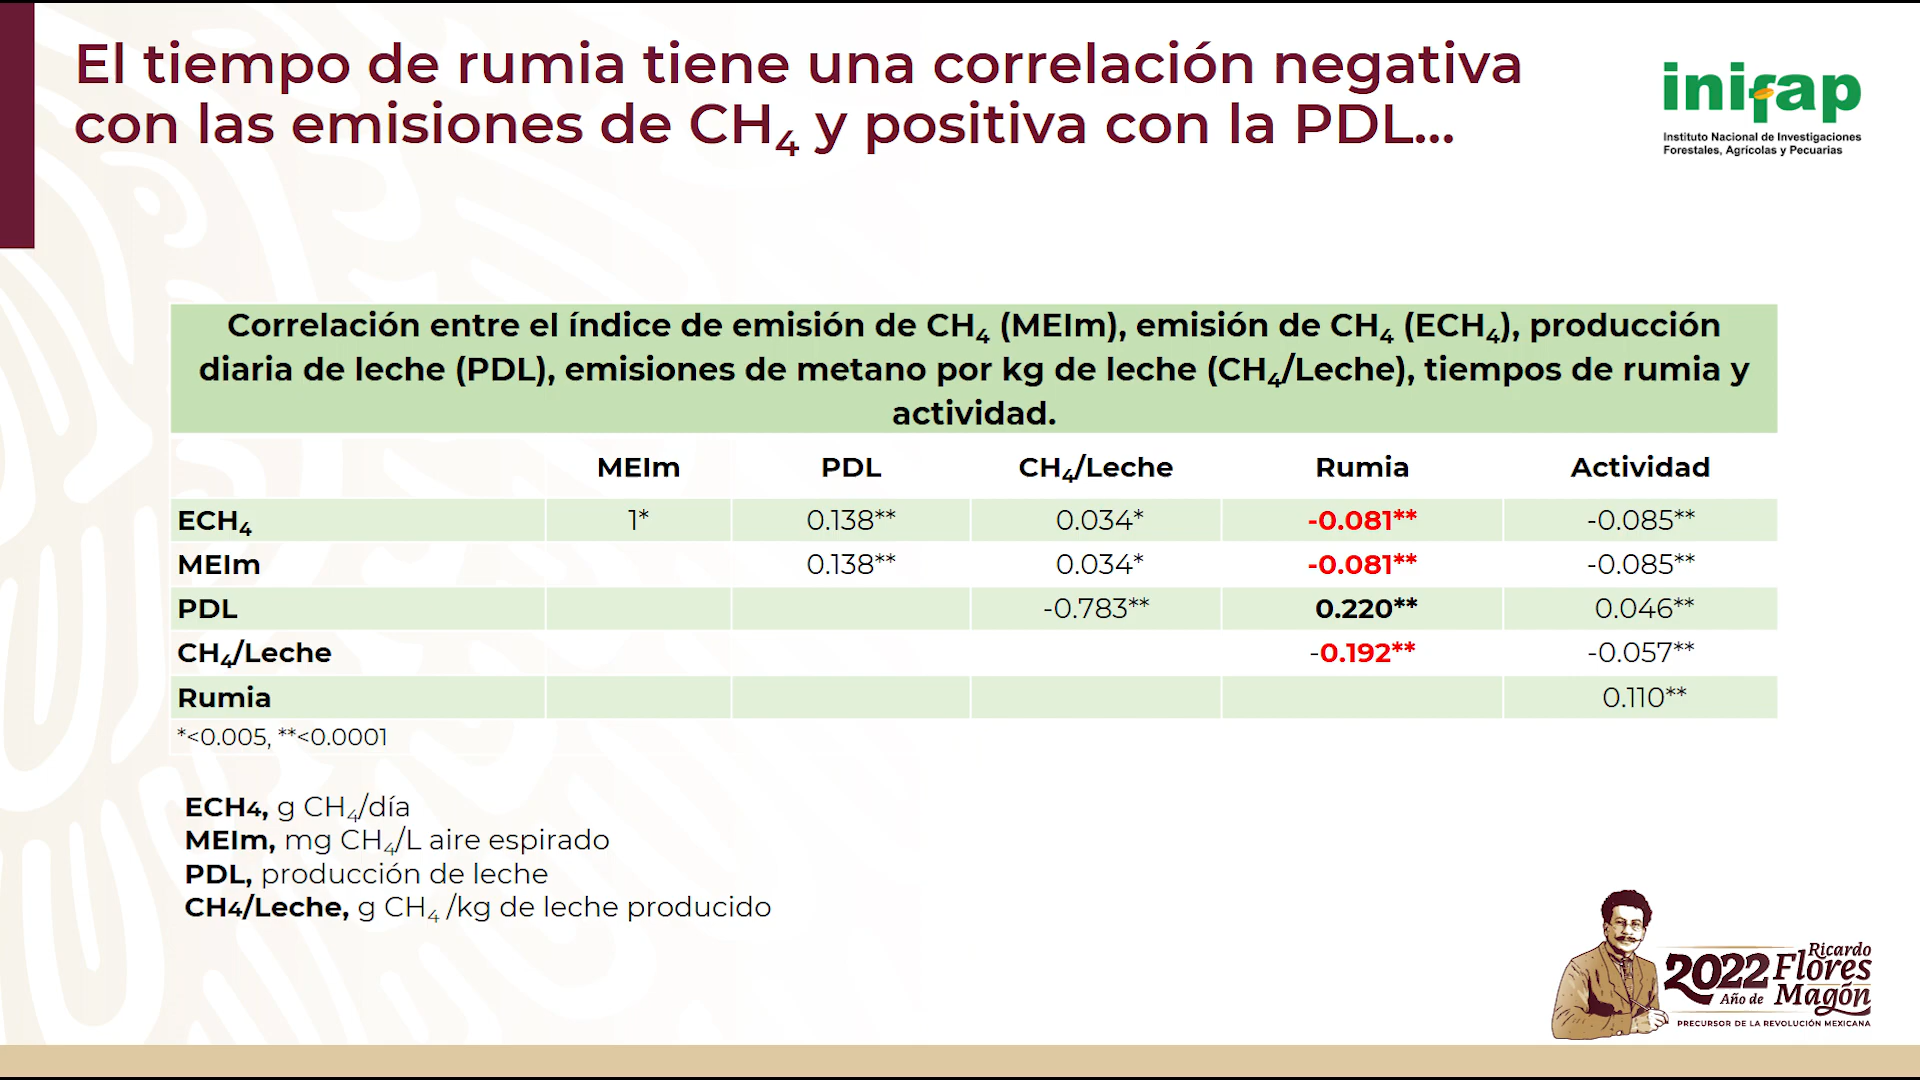 El tiempo de rumia tiene una correlación negativa
con las emisiones de CH₄ y positiva con la PDL...
inifap
Instituto Nacional de Investigaciones
Forestales, Agrícolas y Pecuarias
Correlación entre el índice de emisión de CH₄ (MEIm), emisión de CH₄ (ECH₄), producción
diaria de leche (PDL), emisiones de metano por kg de leche (CH₄/Leche), tiempos de rumia y
actividad.
MEIm PDL CH₄/Leche Rumia Actividad
ECH₄ 1* 0.138** 0.034* -0.081** -0.085**
MEIm 0.138** 0.034* -0.081** -0.085**
PDL -0.783** 0.220** 0.046**
CH₄/Leche -0.192** -0.057**
Rumia 0.110**
*<0.005, **<0.0001
ECH4, g CH₄/día
MEIm, mg CH₄/L aire espirado
PDL, producción de leche
CH4/Leche, g CH₄ /kg de leche producido
2022 Ricardo
Flores
Año de Magón
PRECURSOR DE LA REVOLUCIÓN MEXICANA